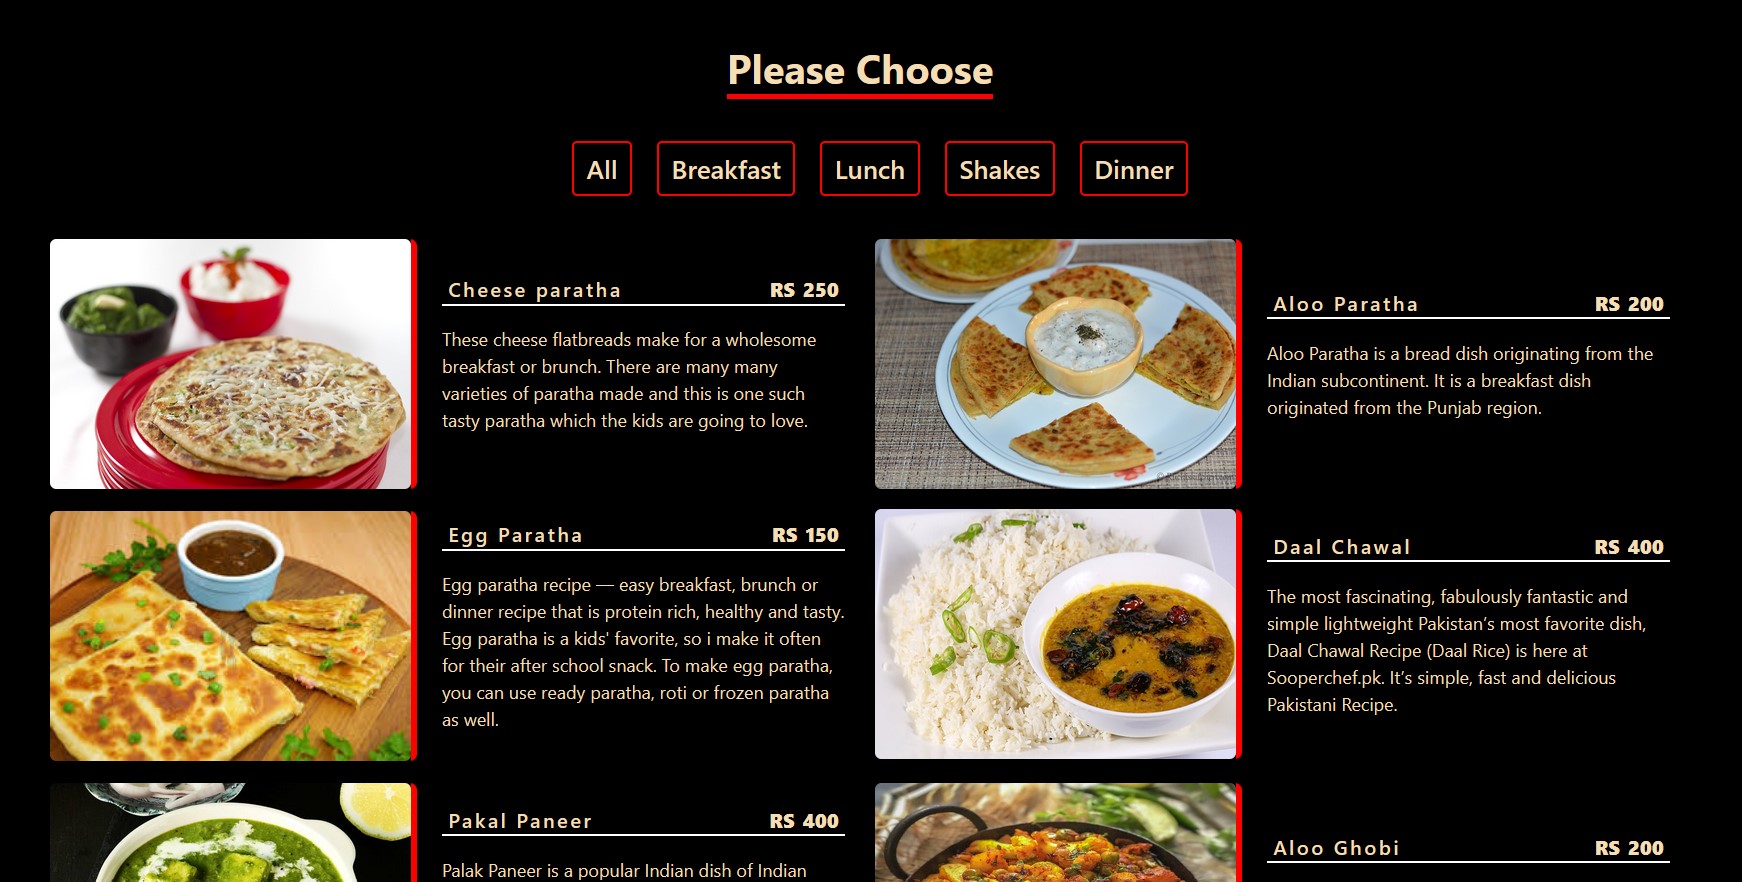 Please Choose
All
Breakfast
Lunch
Shakes
Dinner
Cheese paratha
RS 250
These cheese flatbreads make for a wholesome
breakfast or brunch. There are many many
varieties of paratha made and this is one such
tasty paratha which the kids are going to love.
Aloo Paratha
RS 200
Aloo Paratha is a bread dish originating from the
Indian subcontinent. It is a breakfast dish
originated from the Punjab region.
Egg Paratha
RS 150
Egg paratha recipe — easy breakfast, brunch or
dinner recipe that is protein rich, healthy and tasty.
Egg paratha is a kids' favorite, so i make it often
for their after school snack. To make egg paratha,
you can use ready paratha, roti or frozen paratha
as well.
Daal Chawal
RS 400
The most fascinating, fabulously fantastic and
simple lightweight Pakistan’s most favorite dish,
Daal Chawal Recipe (Daal Rice) is here at
Sooperchef.pk. It’s simple, fast and delicious
Pakistani Recipe.
Pakal Paneer
RS 400
Palak Paneer is a popular Indian dish of Indian
Aloo Ghobi
RS 200